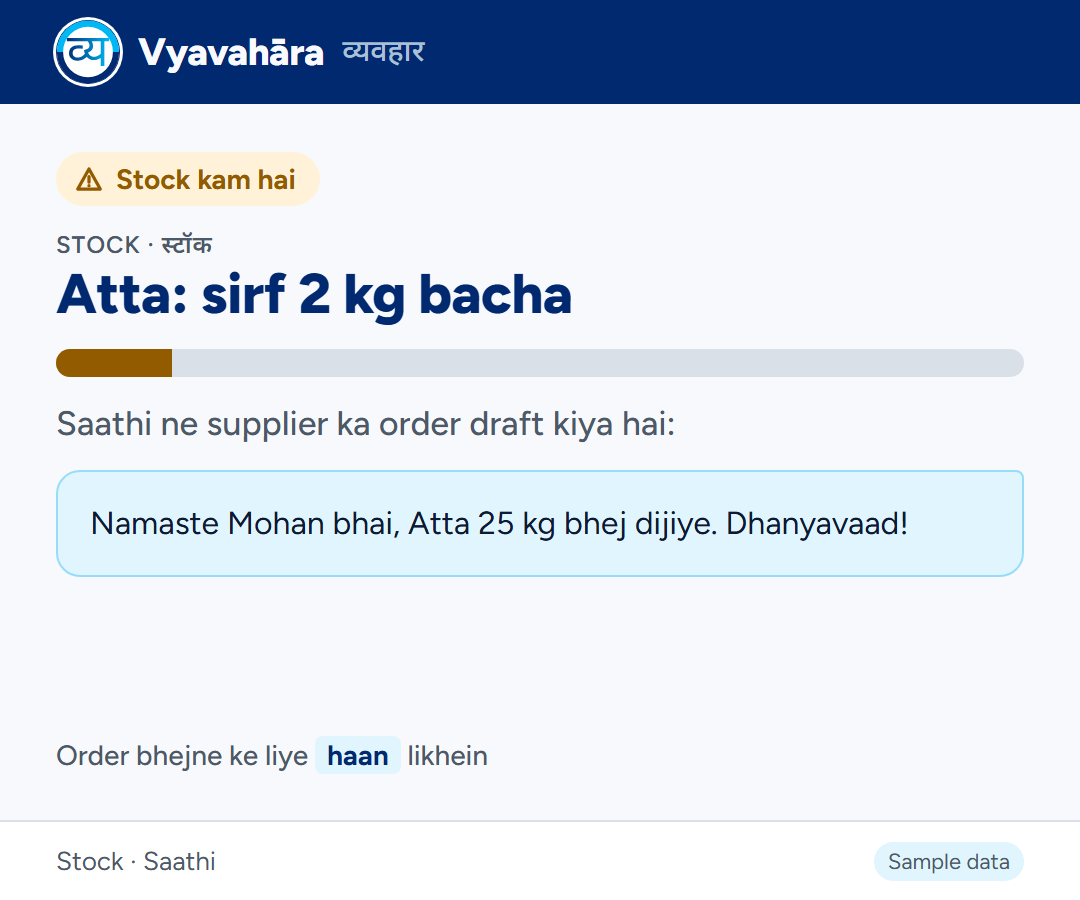 व्य Vyavahāra व्यवहार
Stock kam hai
STOCK · स्टॉक
Atta: sirf 2 kg bacha
Saathi ne supplier ka order draft kiya hai:
Namaste Mohan bhai, Atta 25 kg bhej dijiye. Dhanyavaad!
Order bhejne ke liye haan likhein
Stock · Saathi Sample data